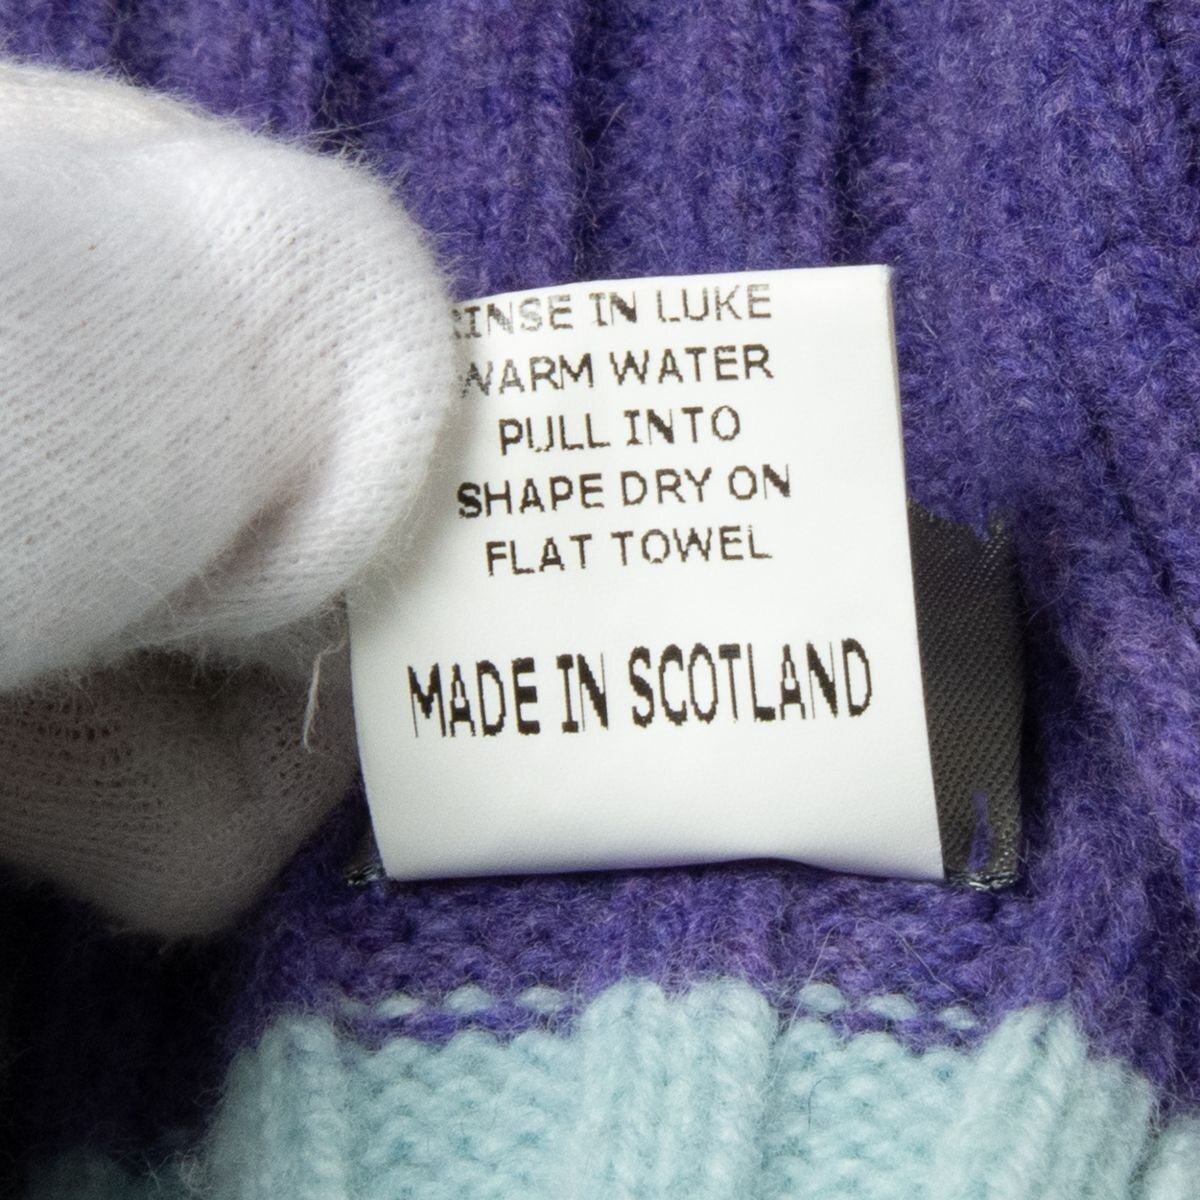 RINSE IN LUKE
WARM WATER
PULL INTO
SHAPE DRY ON
FLAT TOWEL
MADE IN SCOTLAND